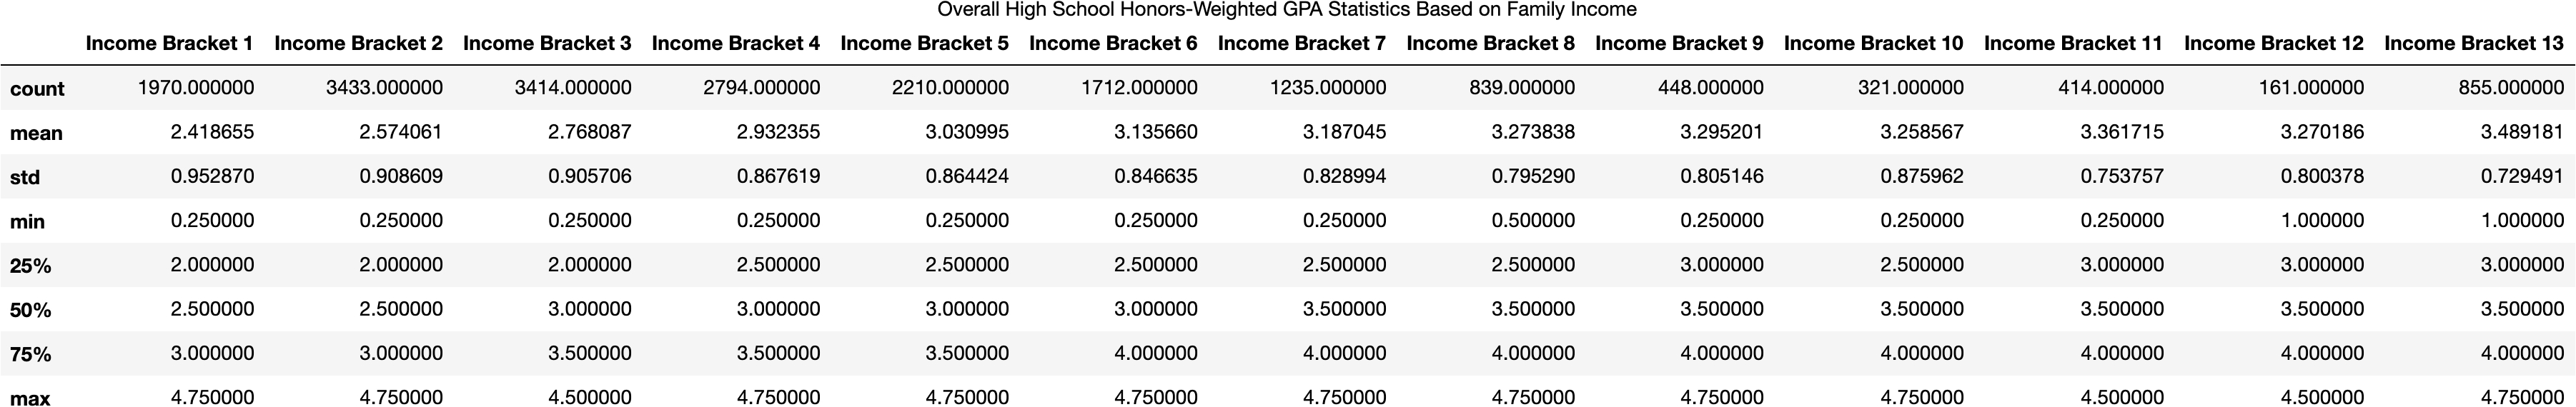 Overall High School Honors-Weighted GPA Statistics Based on Family Income
Income Bracket 1 Income Bracket 2 Income Bracket 3 Income Bracket 4 Income Bracket 5 Income Bracket 6 Income Bracket 7 Income Bracket 8 Income Bracket 9 Income Bracket 10 Income Bracket 11 Income Bracket 12 Income Bracket 13
count 1970.000000 3433.000000 3414.000000 2794.000000 2210.000000 1712.000000 1235.000000 839.000000 448.000000 321.000000 414.000000 161.000000 855.000000
mean 2.418655 2.574061 2.768087 2.932355 3.030995 3.135660 3.187045 3.273838 3.295201 3.258567 3.361715 3.270186 3.489181
std 0.952870 0.908609 0.905706 0.867619 0.864424 0.846635 0.828994 0.795290 0.805146 0.875962 0.753757 0.800378 0.729491
min 0.250000 0.250000 0.250000 0.250000 0.250000 0.250000 0.250000 0.500000 0.250000 0.250000 0.250000 1.000000 1.000000
25% 2.000000 2.000000 2.000000 2.500000 2.500000 2.500000 2.500000 2.500000 3.000000 2.500000 3.000000 3.000000 3.000000
50% 2.500000 2.500000 3.000000 3.000000 3.000000 3.000000 3.500000 3.500000 3.500000 3.500000 3.500000 3.500000 3.500000
75% 3.000000 3.000000 3.500000 3.500000 3.500000 4.000000 4.000000 4.000000 4.000000 4.000000 4.000000 4.000000 4.000000
max 4.750000 4.750000 4.500000 4.750000 4.750000 4.750000 4.750000 4.750000 4.750000 4.750000 4.500000 4.500000 4.750000